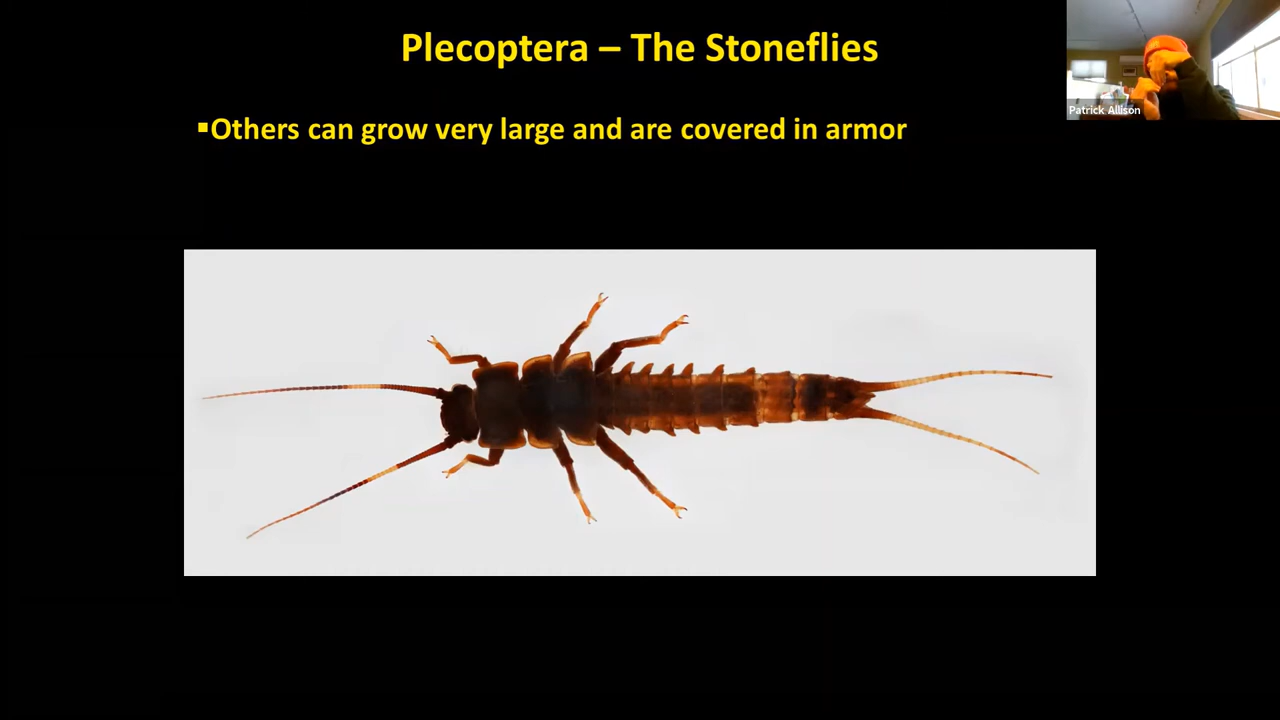 Plecoptera – The Stoneflies
▪Others can grow very large and are covered in armor
Patrick Allison